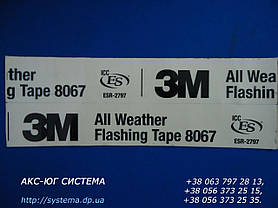 ther
g Tape 8067
ICC
ES
ESR-2797
3M
All Wea
Flashin
3M
All Weather
Flashing Tape 8067
ICC
ES
ESR-2797
АКС-ЮГ СИСТЕМА
http://systema.dp.ua
+38 063 797 28 13,
+38 056 373 25 15,
+38 056 373 25 35.